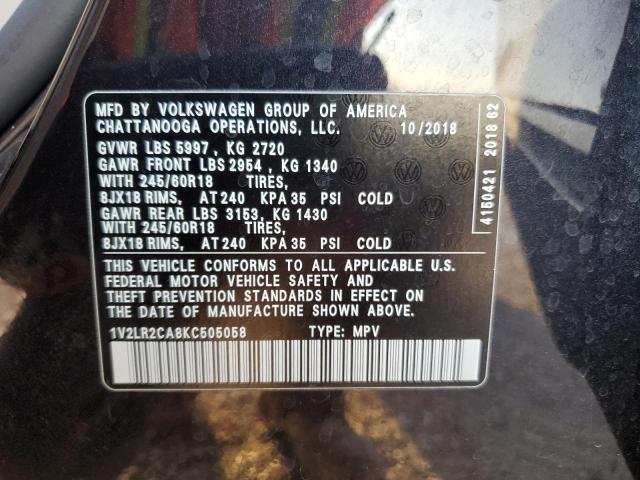 MFD BY VOLKSWAGEN GROUP OF AMERICA
CHATTANOOGA OPERATIONS, LLC. 10/2018
GVWR LBS 5997, KG 2720
GAWR FRONT LBS 2954, KG 1340
WITH 245/60R18 TIRES,
8JX18 RIMS, AT 240 KPA 35 PSI COLD
GAWR REAR LBS 3153, KG 1430
WITH 245/60R18 TIRES,
8JX18 RIMS, AT 240 KPA 35 PSI COLD
THIS VEHICLE CONFORMS TO ALL APPLICABLE U.S.
FEDERAL MOTOR VEHICLE SAFETY, BUMPER, AND
THEFT PREVENTION STANDARDS IN EFFECT ON
THE DATE OF MANUFACTURE SHOWN ABOVE.
1V2LR2CA8KC505058 TYPE: MPV
4150421 2018 62